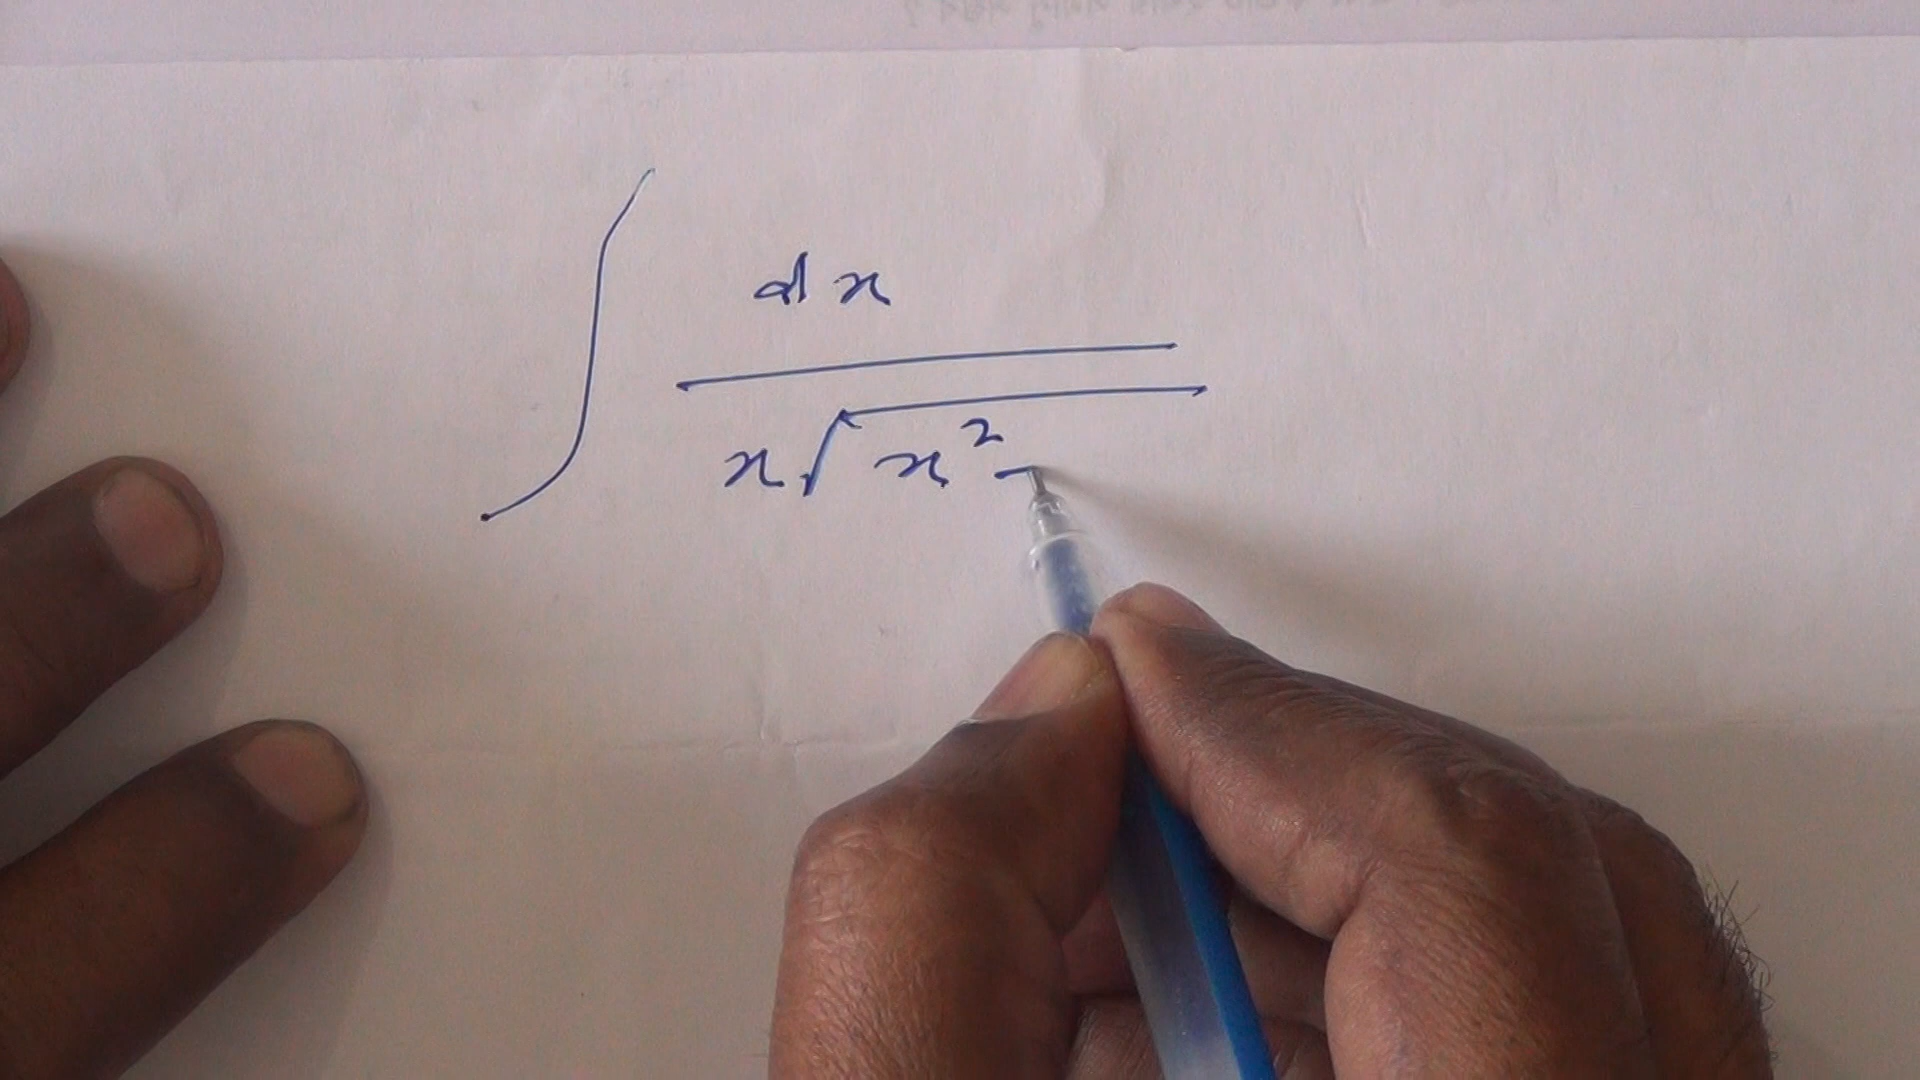 ∫ dx
x√x² -